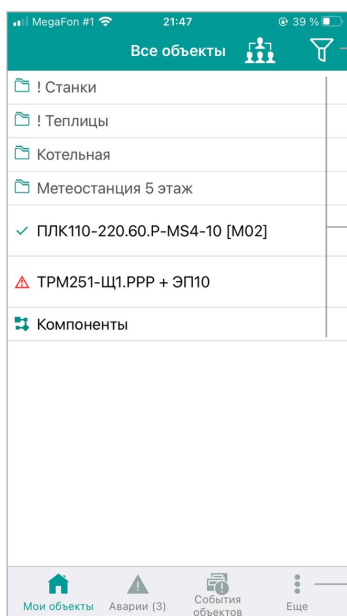 MegaFon #1 21:47 39 %
Все объекты
! Станки
! Теплицы
Котельная
Метеостанция 5 этаж
ПЛК110-220.60.Р-MS4-10 [M02]
ТРМ251-Щ1.РРР + ЭП10
Компоненты
Мои объекты Аварии (3) События объектов Еще